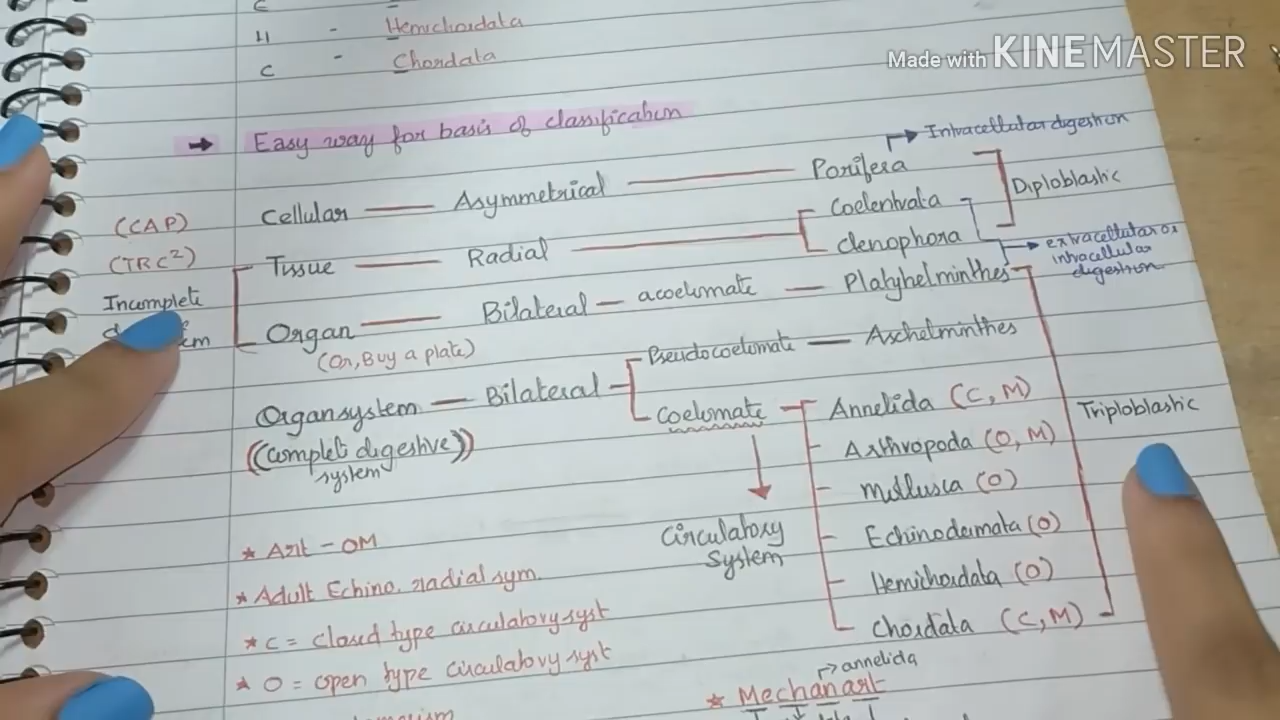 H - Hemichordata
C - Chordata
Made with KINEMASTER
→ Easy way for basis of classification
(CAP) Cellular — Asymmetrical — Porifera → Intracellular digestion
(TRC²) Tissue — Radial — Coelentrata
Ctenophora
Diploblastic
extracellular or
intracellular
digestion
Incomplete
Organ — Bilateral — acoelomate — Platyhelminthes
(Or, Buy a plate)
Organsystem — Bilateral
((complete digestive))
system
Pseudocoelomate — Aschelminthes
Coelomate
Circulatory
System
Annelida (C, M)
Arthropoda (O, M)
Mollusca (O)
Echinodermata (O)
Hemichordata (O)
Chordata (C, M)
Triploblastic
* Art - OM
* Adult Echino. radial sym.
* C = closed type circulatory syst
* O = open type circulatory syst
→ annelida
* Mechanart